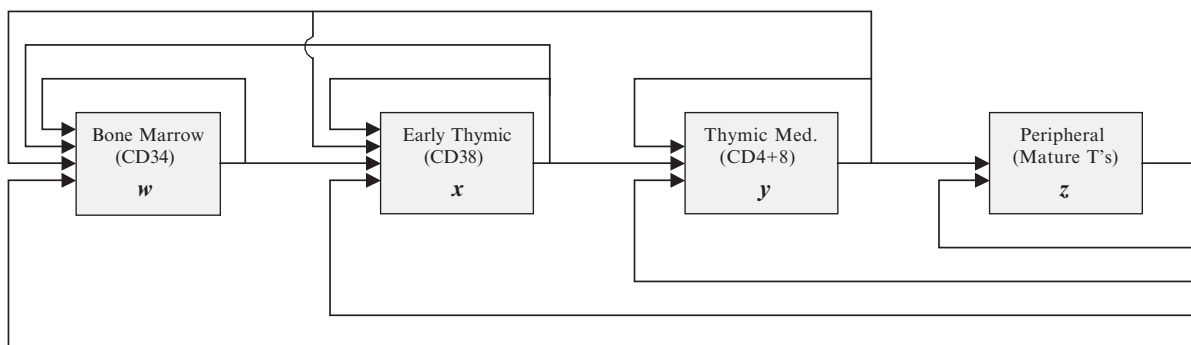 Bone Marrow
(CD34)
w
Early Thymic
(CD38)
x
Thymic Med.
(CD4+8)
y
Peripheral
(Mature T's)
z